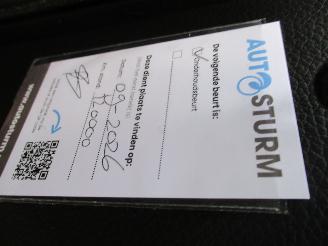 AUTOSTURM
De volgende beurt is:
Onderhoudsbeurt
Deze dient plaats te vinden op:
Datum: 09 2026
Km. stand: 120000
www.autosturm.